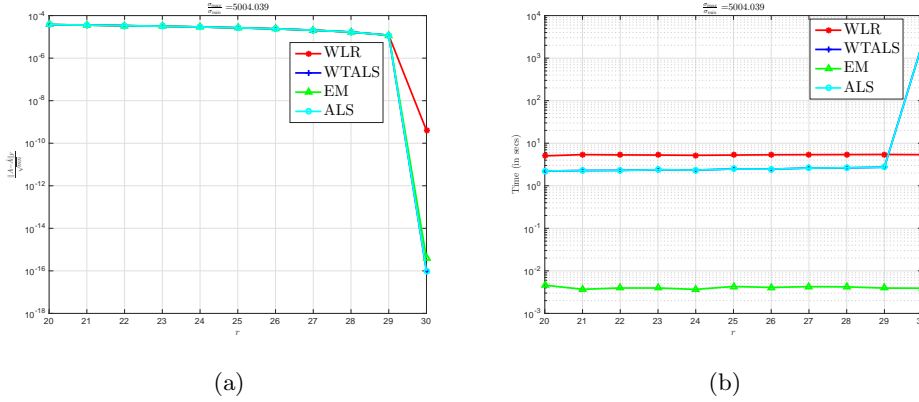 σmax/σmin =5004.039
10^-4
10^-6
10^-8
10^-10
10^-12
10^-14
10^-16
10^-18
‖A−Â‖F/√mn
WLR
WTALS
EM
ALS
20 21 22 23 24 25 26 27 28 29 30
r
(a)
σmax/σmin =5004.039
10^4
10^3
10^2
10^1
10^0
10^-1
10^-2
10^-3
Time (in secs)
WLR
WTALS
EM
ALS
20 21 22 23 24 25 26 27 28 29 3
r
(b)